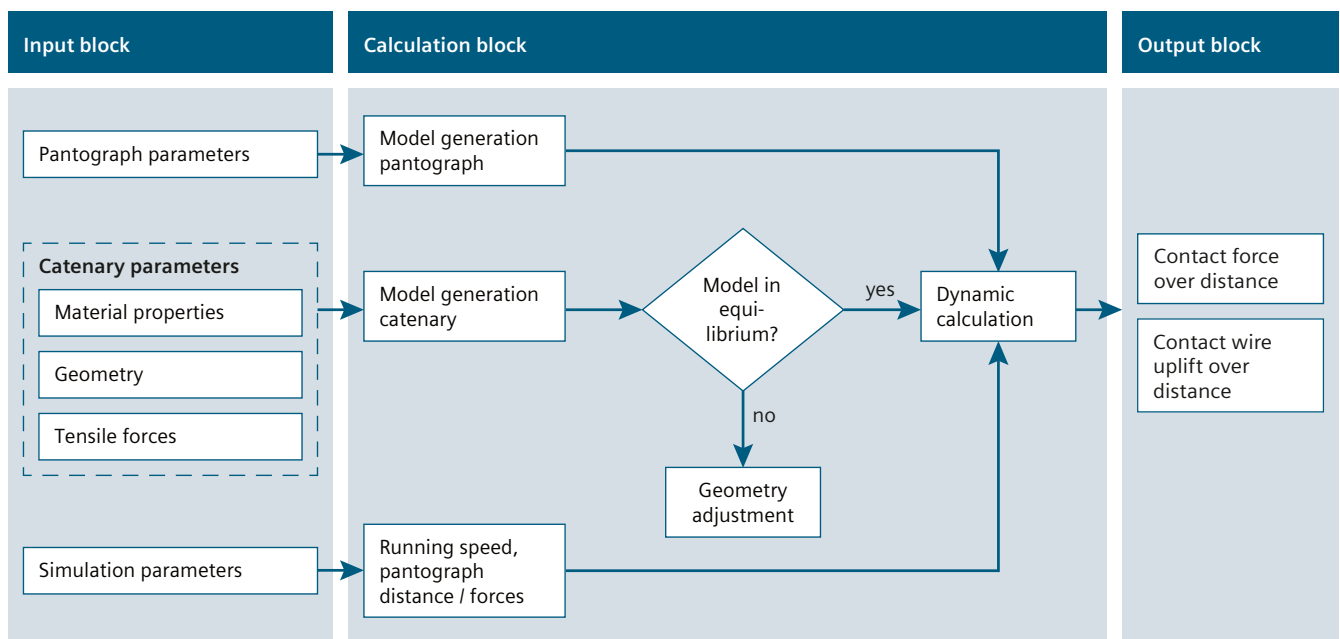 Input block
Calculation block
Output block
Pantograph parameters
Model generation
pantograph
Catenary parameters
Material properties
Geometry
Tensile forces
Model generation
catenary
Model in
equi-
librium?
yes
no
Dynamic
calculation
Geometry
adjustment
Simulation parameters
Running speed,
pantograph
distance / forces
Contact force
over distance
Contact wire
uplift over
distance